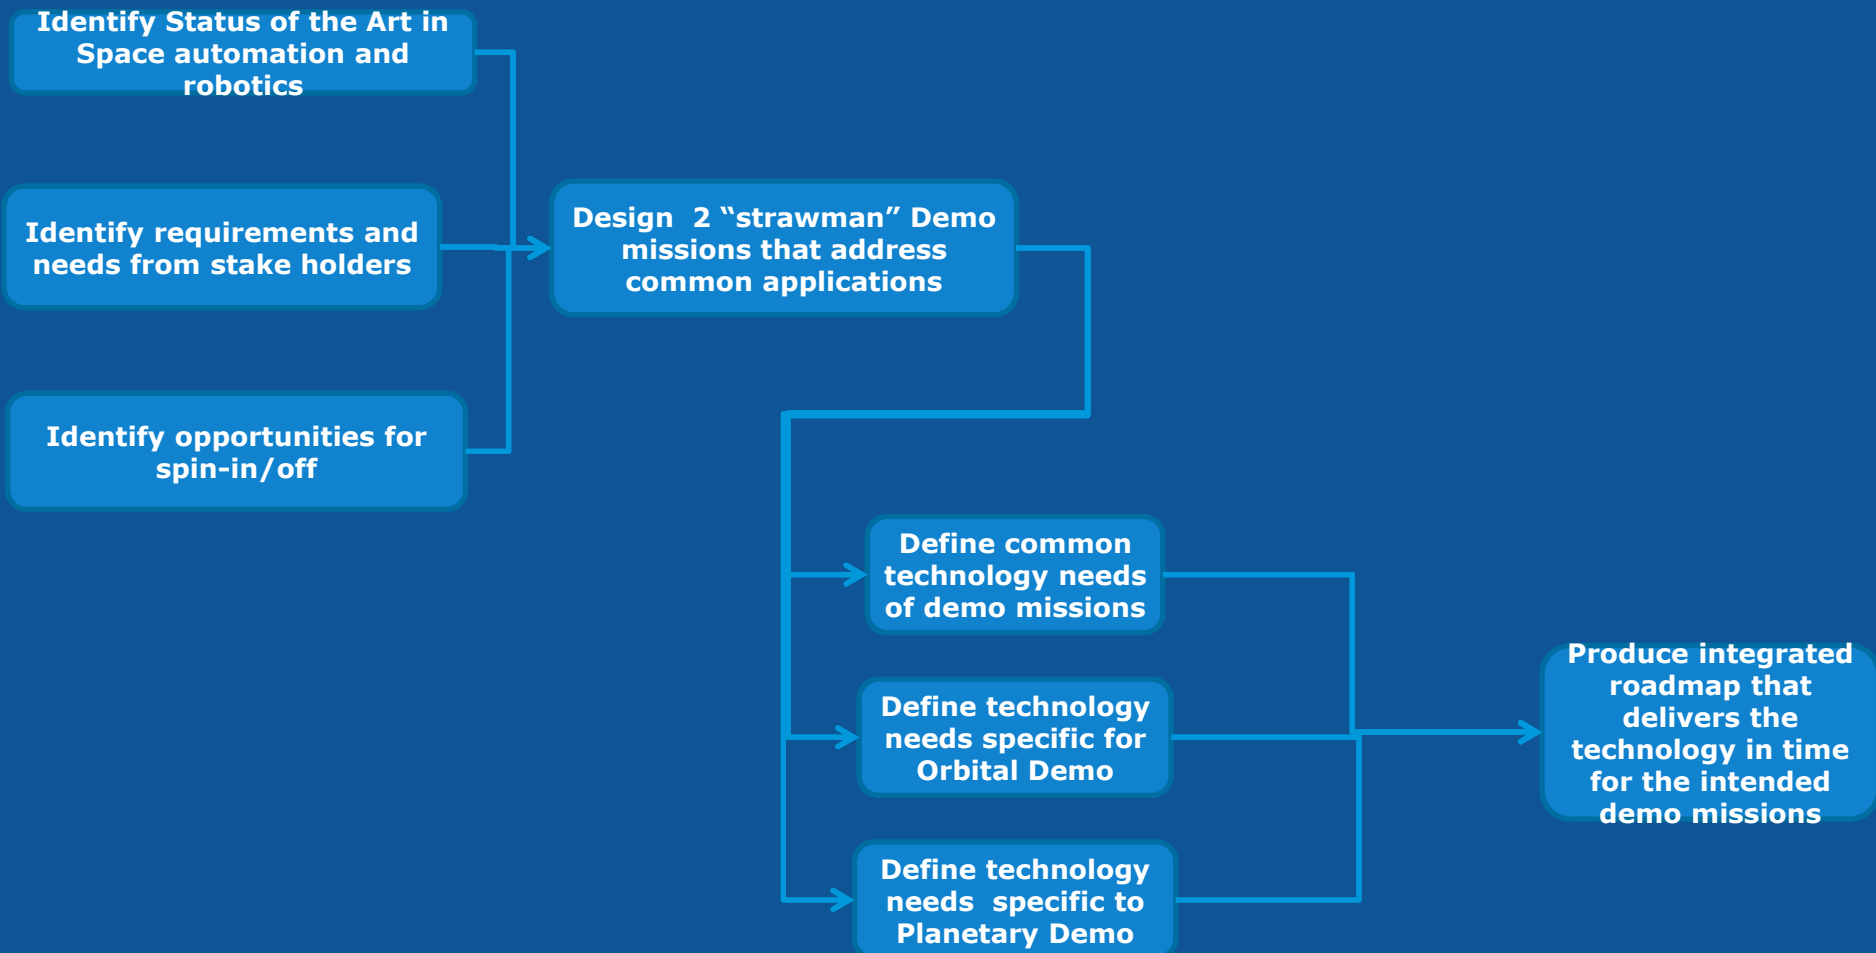 Identify Status of the Art in
Space automation and
robotics
Identify requirements and
needs from stake holders
Identify opportunities for
spin-in/off
Design  2 “strawman” Demo
missions that address
common applications
Define common
technology needs
of demo missions
Define technology
needs specific for
Orbital Demo
Define technology
needs  specific to
Planetary Demo
Produce integrated
roadmap that
delivers the
technology in time
for the intended
demo missions